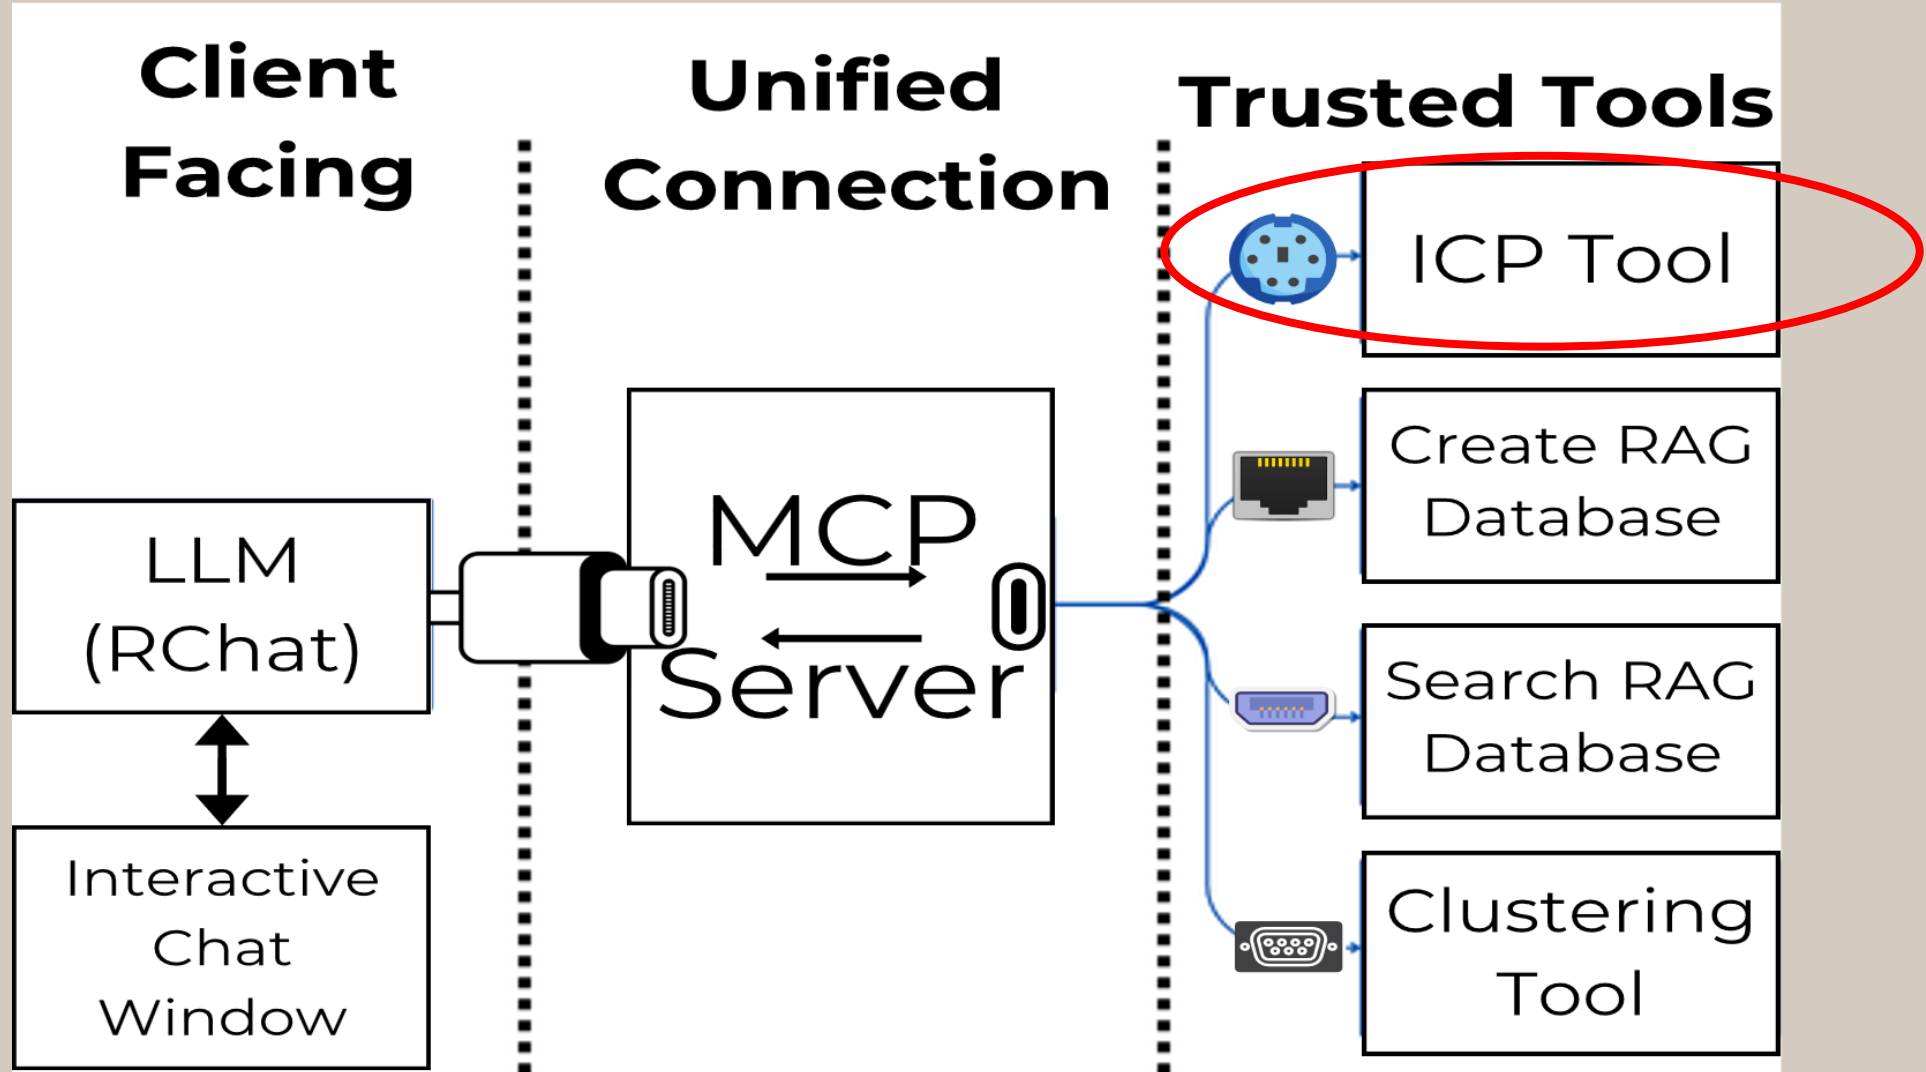 Client
Facing
Unified
Connection
Trusted Tools
LLM
(RChat)
Interactive
Chat
Window
MCP
Server
ICP Tool
Create RAG
Database
Search RAG
Database
Clustering
Tool